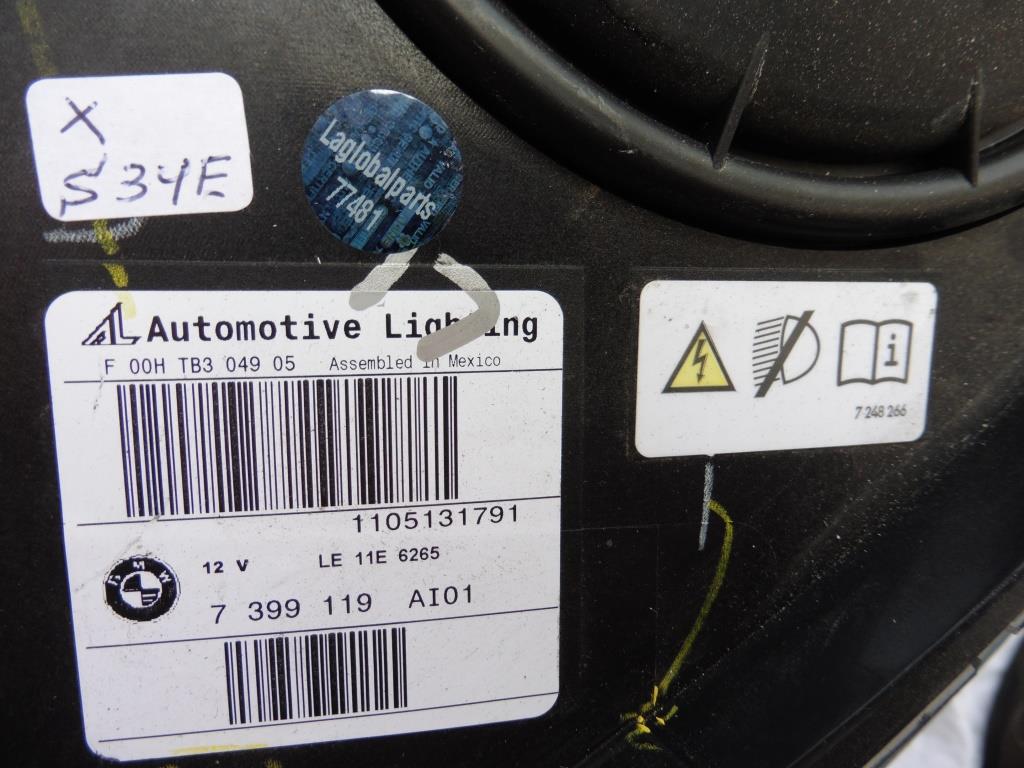 X
S34E
Laglobalparts
77481
AL Automotive Lighting
F 00H TB3 049 05 Assembled in Mexico
1105131791
BMW
12 V LE 11E 6265
7 399 119 AI01
i
7 248 266